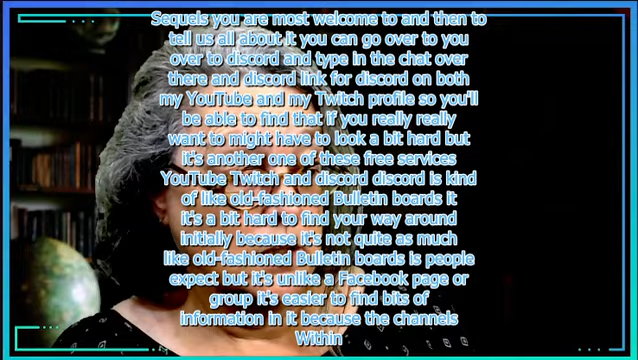 Sequels you are most welcome to and then to
tell us all about it you can go over to you
over to discord and type in the chat over
there and discord link for discord on both
my YouTube and my Twitch profile so you'll
be able to find that if you really really
want to might have to look a bit hard but
it's another one of these free services
YouTube Twitch and discord discord is kind
of like old-fashioned Bulletin boards it
it's a bit hard to find your way around
initially because it's not quite as much
like old-fashioned Bulletin boards is people
expect but it's unlike a Facebook page or
group it's easier to find bits of
information in it because the channels
Within